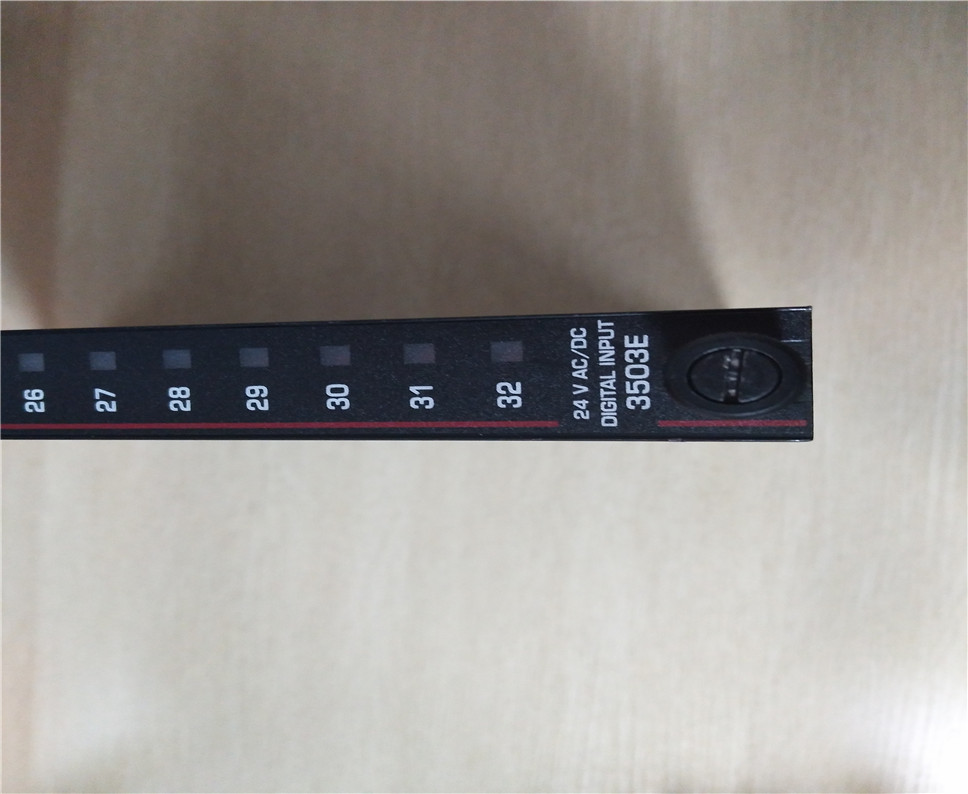 26
27
28
29
30
31
32
24 V AC/DC
DIGITAL INPUT
3503E